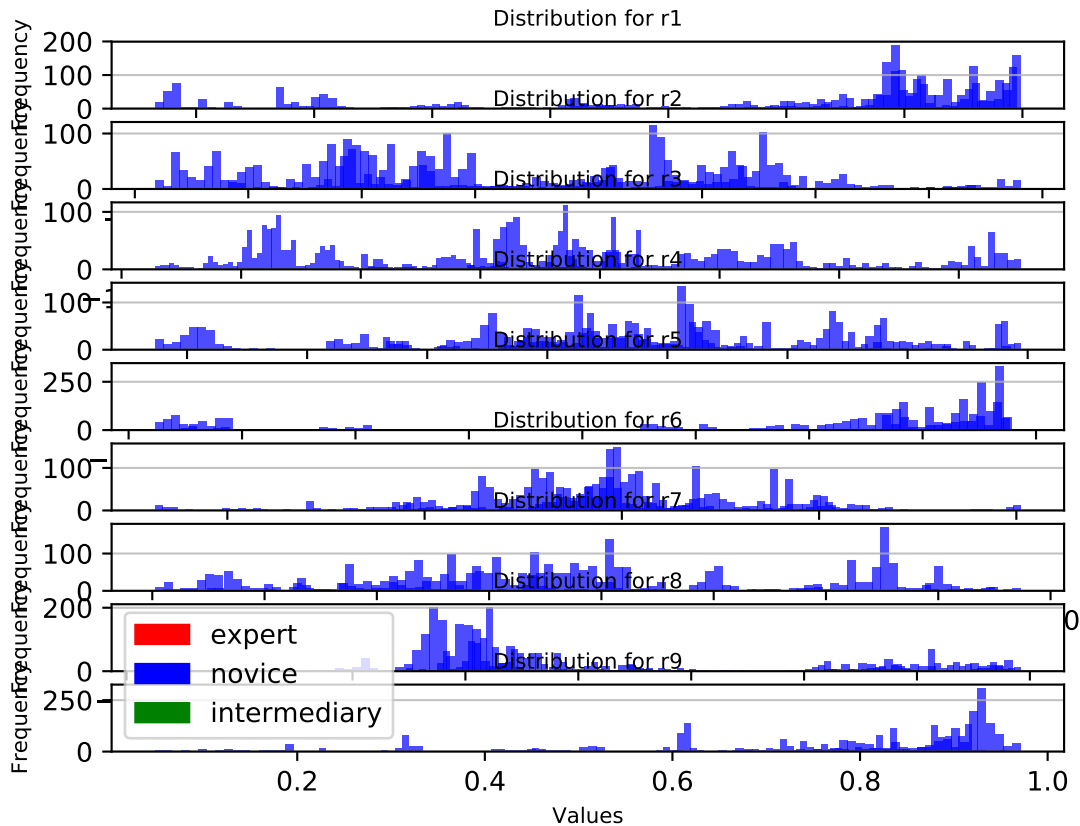 Distribution for r1
200
100
0
Frequency
Distribution for r2
100
0
Frequency
Distribution for r3
100
0
Frequency
Distribution for r4
100
0
Frequency
Distribution for r5
250
0
Frequency
Distribution for r6
100
0
Frequency
Distribution for r7
100
0
Frequency
Distribution for r8
200
0
0
Frequency
expert
novice
intermediary
Distribution for r9
250
0
Frequency
0.2 0.4 0.6 0.8 1.0
Values